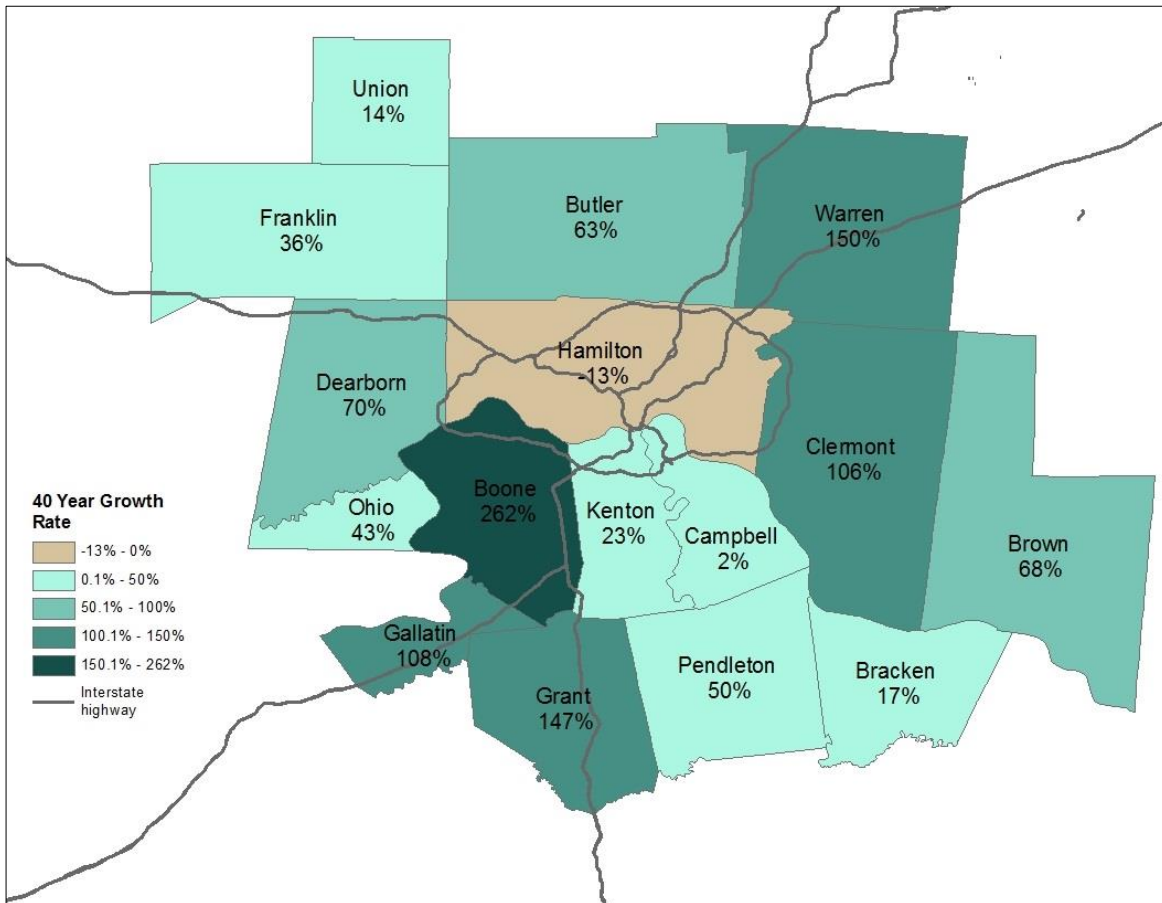 Union
14%
Franklin
36%
Butler
63%
Warren
150%
Hamilton
-13%
Dearborn
70%
Clermont
106%
Boone
262%
Ohio
43%
Kenton
23%
Campbell
2%
Brown
68%
Gallatin
108%
Grant
147%
Pendleton
50%
Bracken
17%
40 Year Growth
Rate
-13% - 0%
0.1% - 50%
50.1% - 100%
100.1% - 150%
150.1% - 262%
Interstate
highway